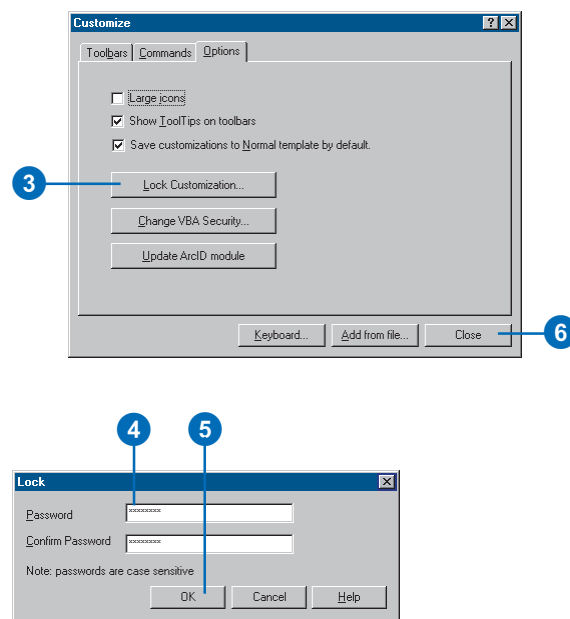 Customize
Toolbars Commands Options
Large icons
Show ToolTips on toolbars
Save customizations to Normal template by default.
3
Lock Customization...
Change VBA Security...
Update ArcID module
Keyboard... Add from file... Close
6
4 5
Lock
Password xxxxxxxx
Confirm Password xxxxxxxx
Note: passwords are case sensitive
OK Cancel Help